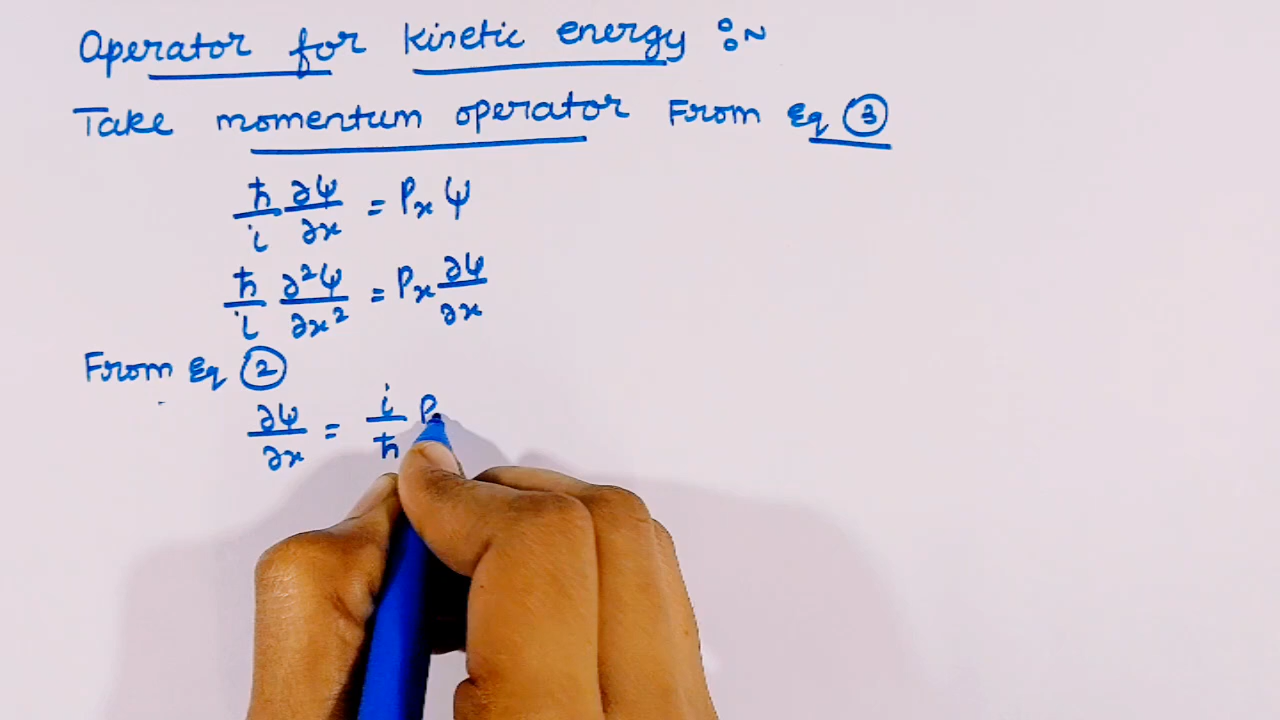 Operator for kinetic energy :~
Take momentum operator From Eq ③
ħ/i ∂ψ/∂x = Pₓ ψ
ħ/i ∂²ψ/∂x² = Pₓ ∂ψ/∂x
From Eq ②
∂ψ/∂x = i/ħ P